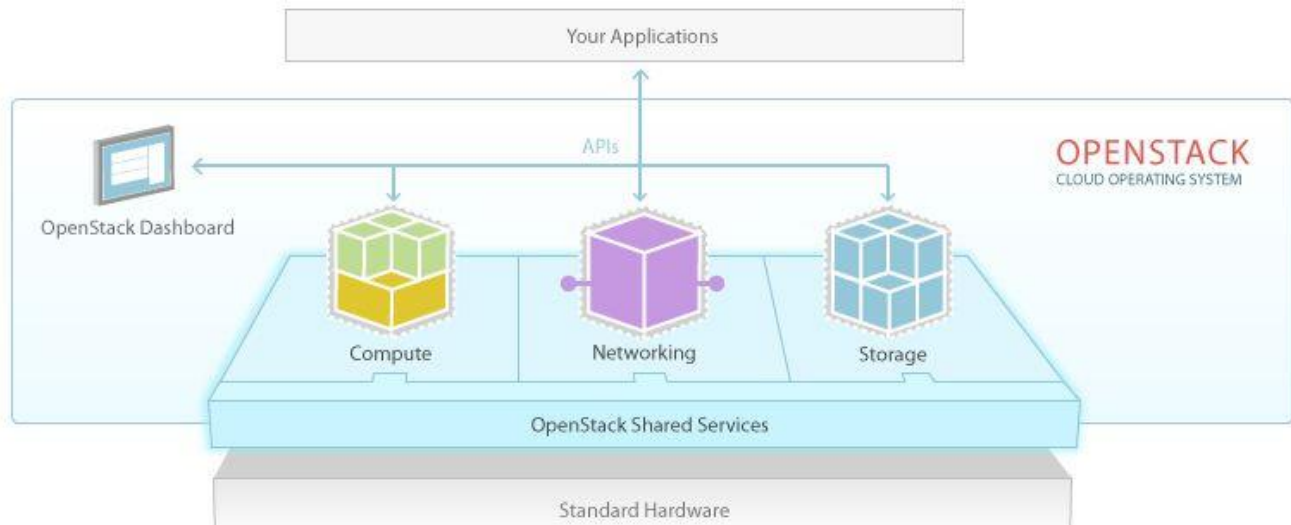 Your Applications
APIs
OPENSTACK
CLOUD OPERATING SYSTEM
OpenStack Dashboard
Compute
Networking
Storage
OpenStack Shared Services
Standard Hardware